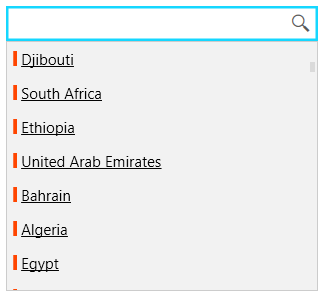 Djibouti
South Africa
Ethiopia
United Arab Emirates
Bahrain
Algeria
Egypt